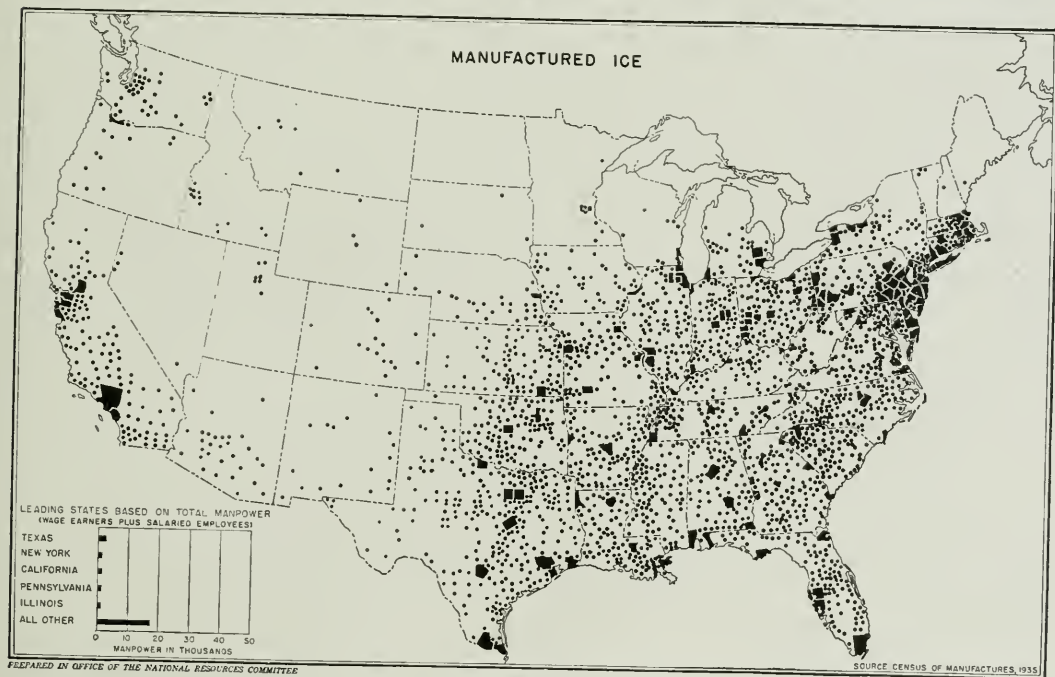 MANUFACTURED ICE
LEADING STATES BASED ON TOTAL MANPOWER
(WAGE EARNERS PLUS SALARIED EMPLOYEES)
TEXAS
NEW YORK
CALIFORNIA
PENNSYLVANIA
ILLINOIS
ALL OTHER
0 10 20 30 40 50
MANPOWER IN THOUSANDS
PREPARED IN OFFICE OF THE NATIONAL RESOURCES COMMITTEE
SOURCE CENSUS OF MANUFACTURES, 1935